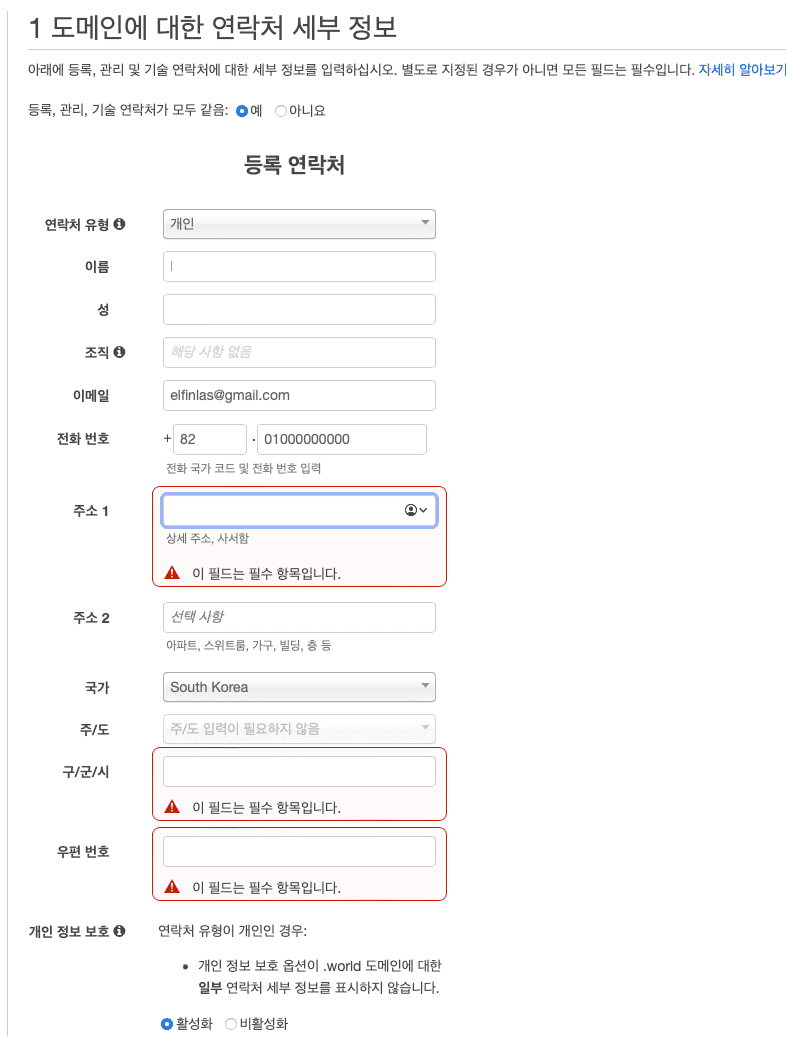 1 도메인에 대한 연락처 세부 정보
아래에 등록, 관리 및 기술 연락처에 대한 세부 정보를 입력하십시오. 별도로 지정된 경우가 아니면 모든 필드는 필수입니다. 자세히 알아보기
등록, 관리, 기술 연락처가 모두 같음: 예 아니요
등록 연락처
연락처 유형 개인
이름
성
조직 해당 사항 없음
이메일 elfinlas@gmail.com
전화 번호 + 82 . 01000000000
전화 국가 코드 및 전화 번호 입력
주소 1
상세 주소, 사서함
이 필드는 필수 항목입니다.
주소 2 선택 사항
아파트, 스위트룸, 가구, 빌딩, 층 등
국가 South Korea
주/도 주/도 입력이 필요하지 않음
구/군/시
이 필드는 필수 항목입니다.
우편 번호
이 필드는 필수 항목입니다.
개인 정보 보호 연락처 유형이 개인인 경우:
• 개인 정보 보호 옵션이 .world 도메인에 대한
일부 연락처 세부 정보를 표시하지 않습니다.
활성화 비활성화